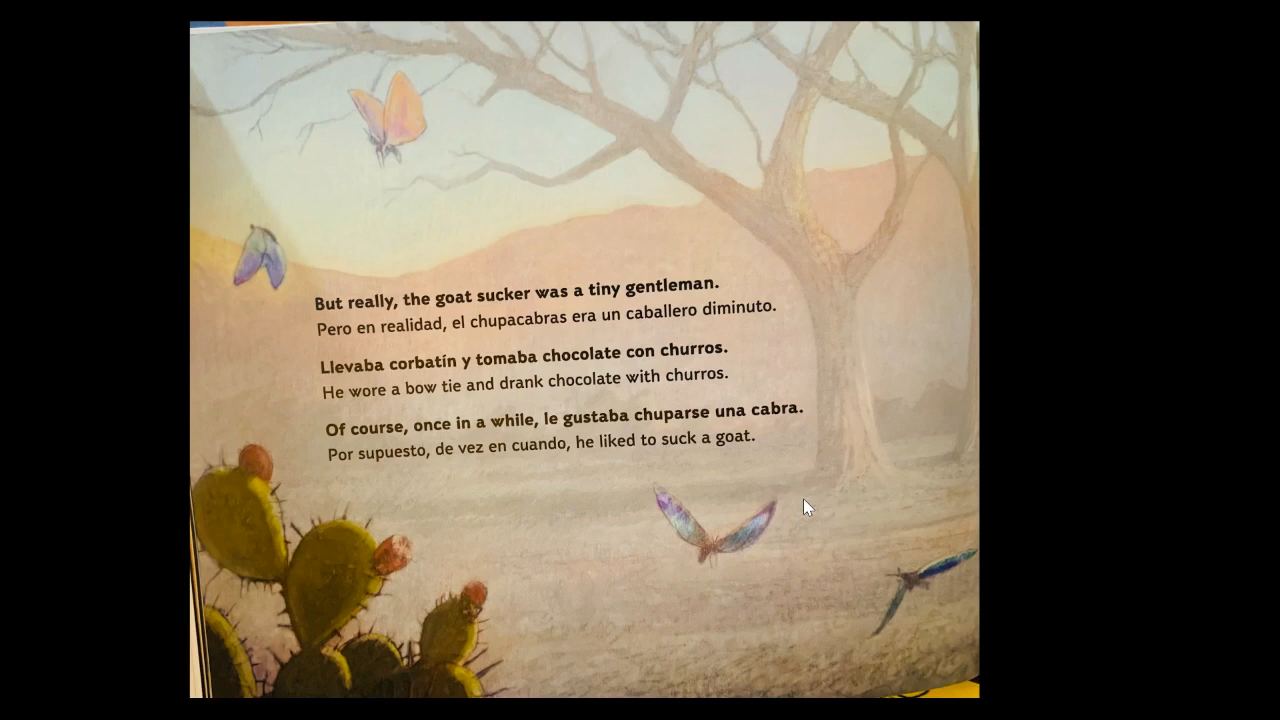 But really, the goat sucker was a tiny gentleman.
Pero en realidad, el chupacabras era un caballero diminuto.
Llevaba corbatín y tomaba chocolate con churros.
He wore a bow tie and drank chocolate with churros.
Of course, once in a while, le gustaba chuparse una cabra.
Por supuesto, de vez en cuando, he liked to suck a goat.